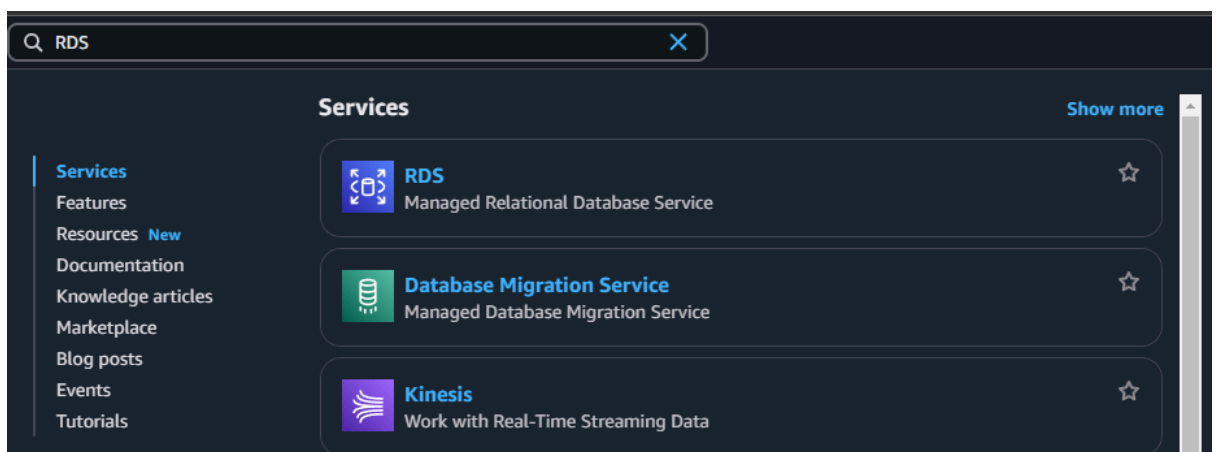 RDS
Services
Show more
Services
Features
Resources New
Documentation
Knowledge articles
Marketplace
Blog posts
Events
Tutorials
RDS
Managed Relational Database Service
Database Migration Service
Managed Database Migration Service
Kinesis
Work with Real-Time Streaming Data